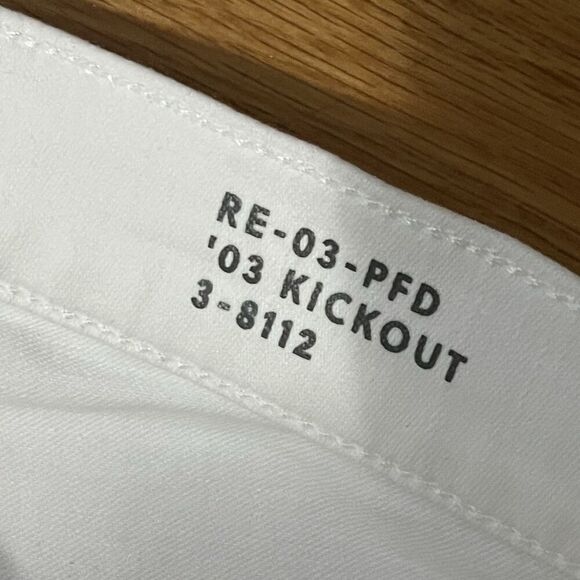 RE-03-PFD
'03 KICKOUT
3-8112